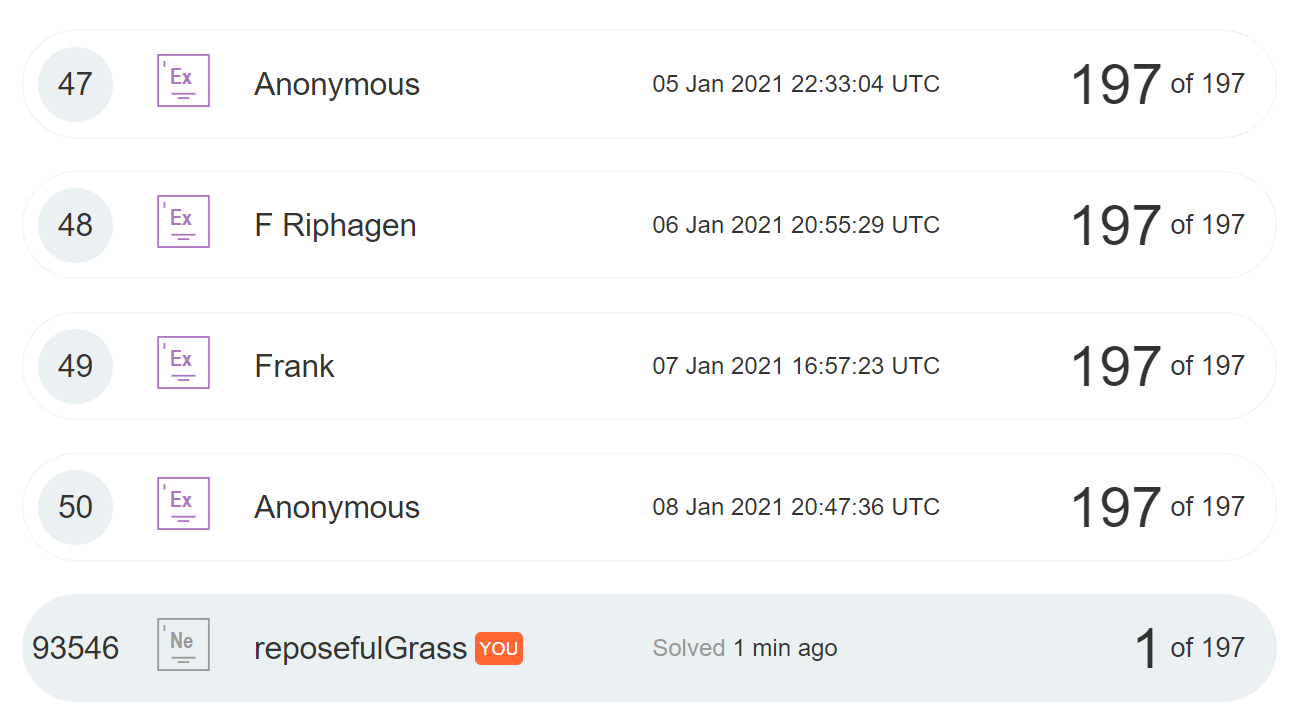 47 'Ex Anonymous 05 Jan 2021 22:33:04 UTC 197 of 197
48 'Ex F Riphagen 06 Jan 2021 20:55:29 UTC 197 of 197
49 'Ex Frank 07 Jan 2021 16:57:23 UTC 197 of 197
50 'Ex Anonymous 08 Jan 2021 20:47:36 UTC 197 of 197
93546 'Ne reposefulGrass YOU Solved 1 min ago 1 of 197